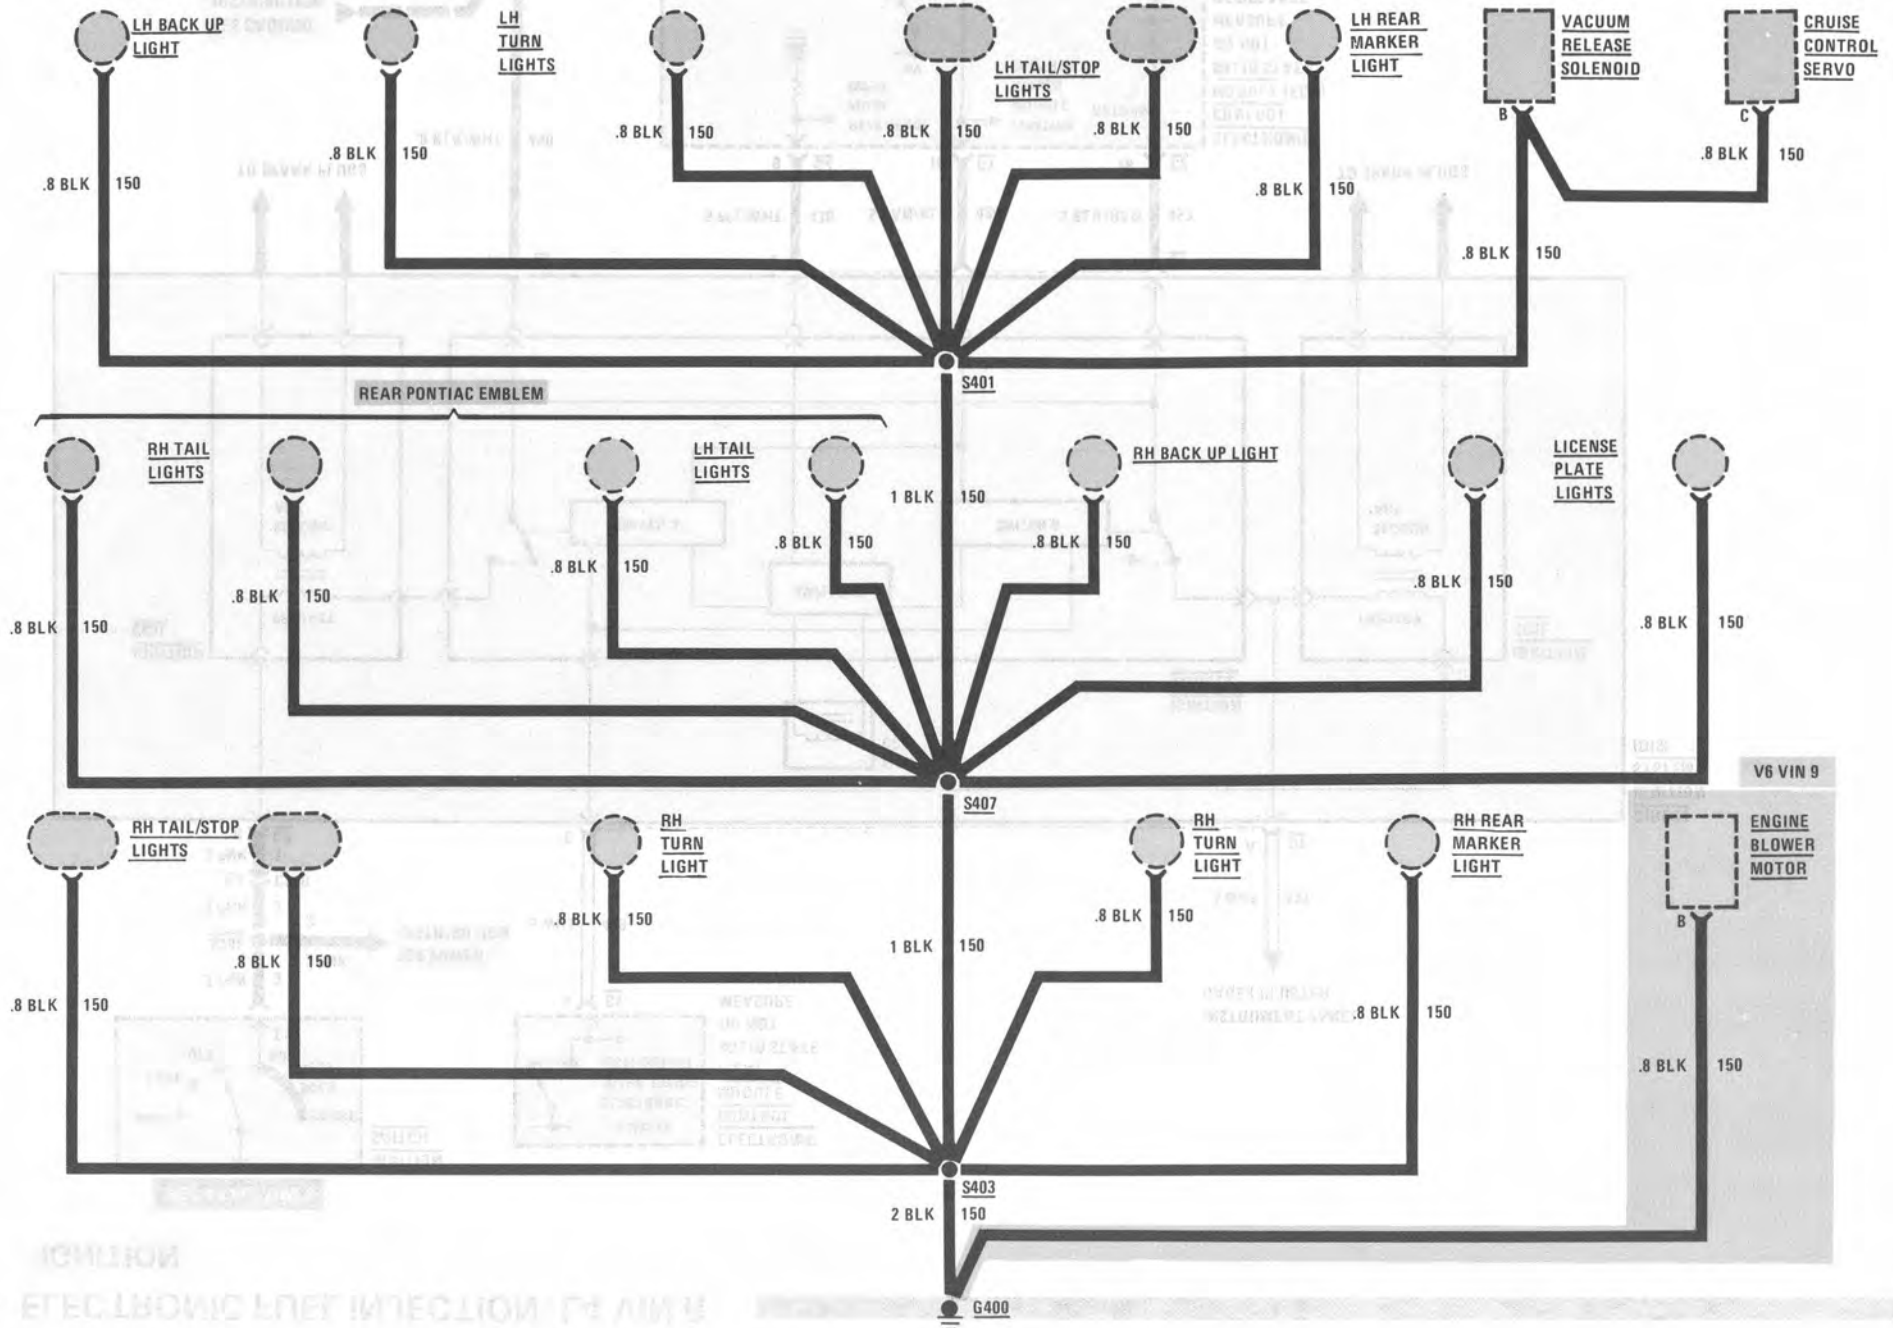 LH BACK UP
LIGHT
LH
TURN
LIGHTS
LH TAIL/STOP
LIGHTS
LH REAR
MARKER
LIGHT
VACUUM
RELEASE
SOLENOID
CRUISE
CONTROL
SERVO
B
C
.8 BLK 150
.8 BLK 150
.8 BLK 150
.8 BLK 150
.8 BLK 150
.8 BLK 150
.8 BLK 150
.8 BLK 150
S401
REAR PONTIAC EMBLEM
RH TAIL
LIGHTS
LH TAIL
LIGHTS
RH BACK UP LIGHT
LICENSE
PLATE
LIGHTS
1 BLK 150
.8 BLK 150
.8 BLK 150
.8 BLK 150
.8 BLK 150
.8 BLK 150
.8 BLK 150
.8 BLK 150
S407
V6 VIN 9
RH TAIL/STOP
LIGHTS
RH
TURN
LIGHT
RH
TURN
LIGHT
RH REAR
MARKER
LIGHT
ENGINE
BLOWER
MOTOR
B
.8 BLK 150
.8 BLK 150
1 BLK 150
.8 BLK 150
.8 BLK 150
.8 BLK 150
.8 BLK 150
S403
2 BLK 150
IGNITION
ELECTRONIC FUEL INJECTION: L4 VIN R
G400